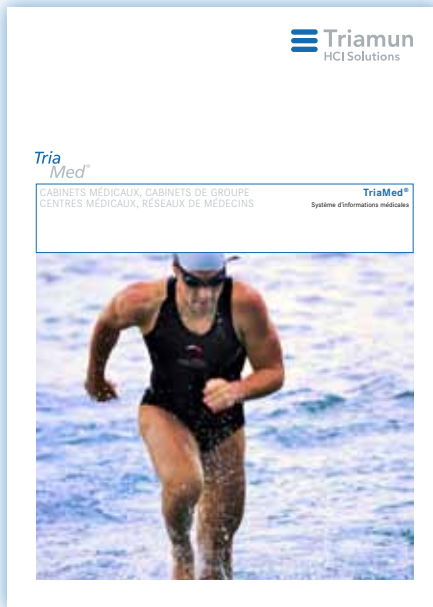 Triamun
HCI Solutions
Tria
Med®
CABINETS MÉDICAUX, CABINETS DE GROUPE
CENTRES MÉDICAUX, RÉSEAUX DE MÉDECINS
TriaMed®
Système d'informations médicales